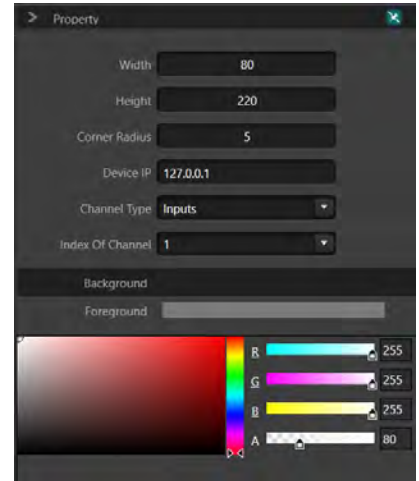 Property
Width 80
Height 220
Corner Radius 5
Device IP 127.0.0.1
Channel Type Inputs
Index Of Channel 1
Background
Foreground
R 255
G 255
B 255
A 80